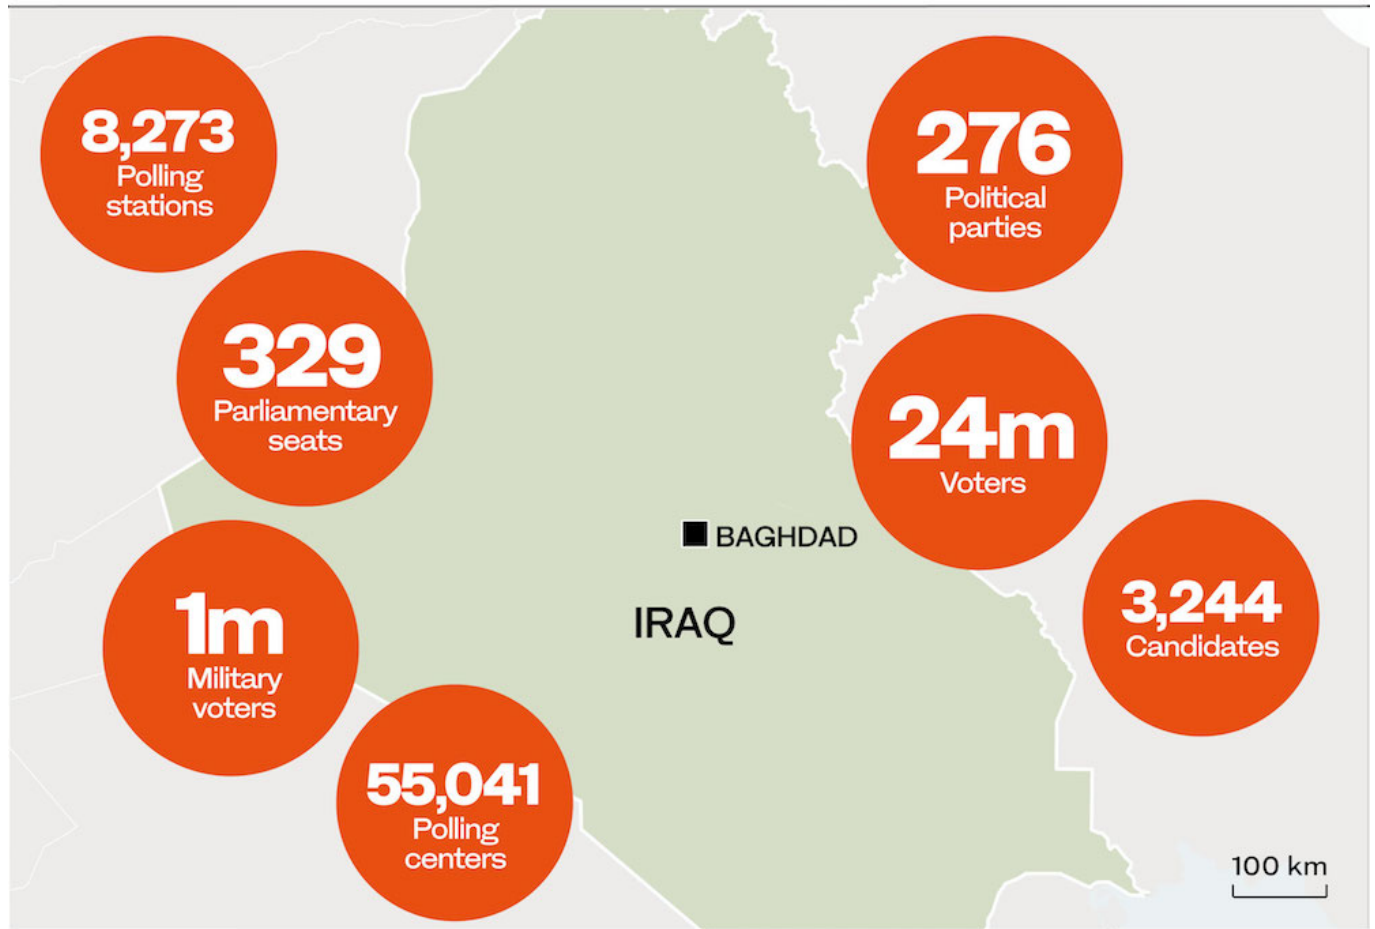 8,273
Polling
stations
276
Political
parties
329
Parliamentary
seats
24m
Voters
BAGHDAD
IRAQ
1m
Military
voters
3,244
Candidates
55,041
Polling
centers
100 km